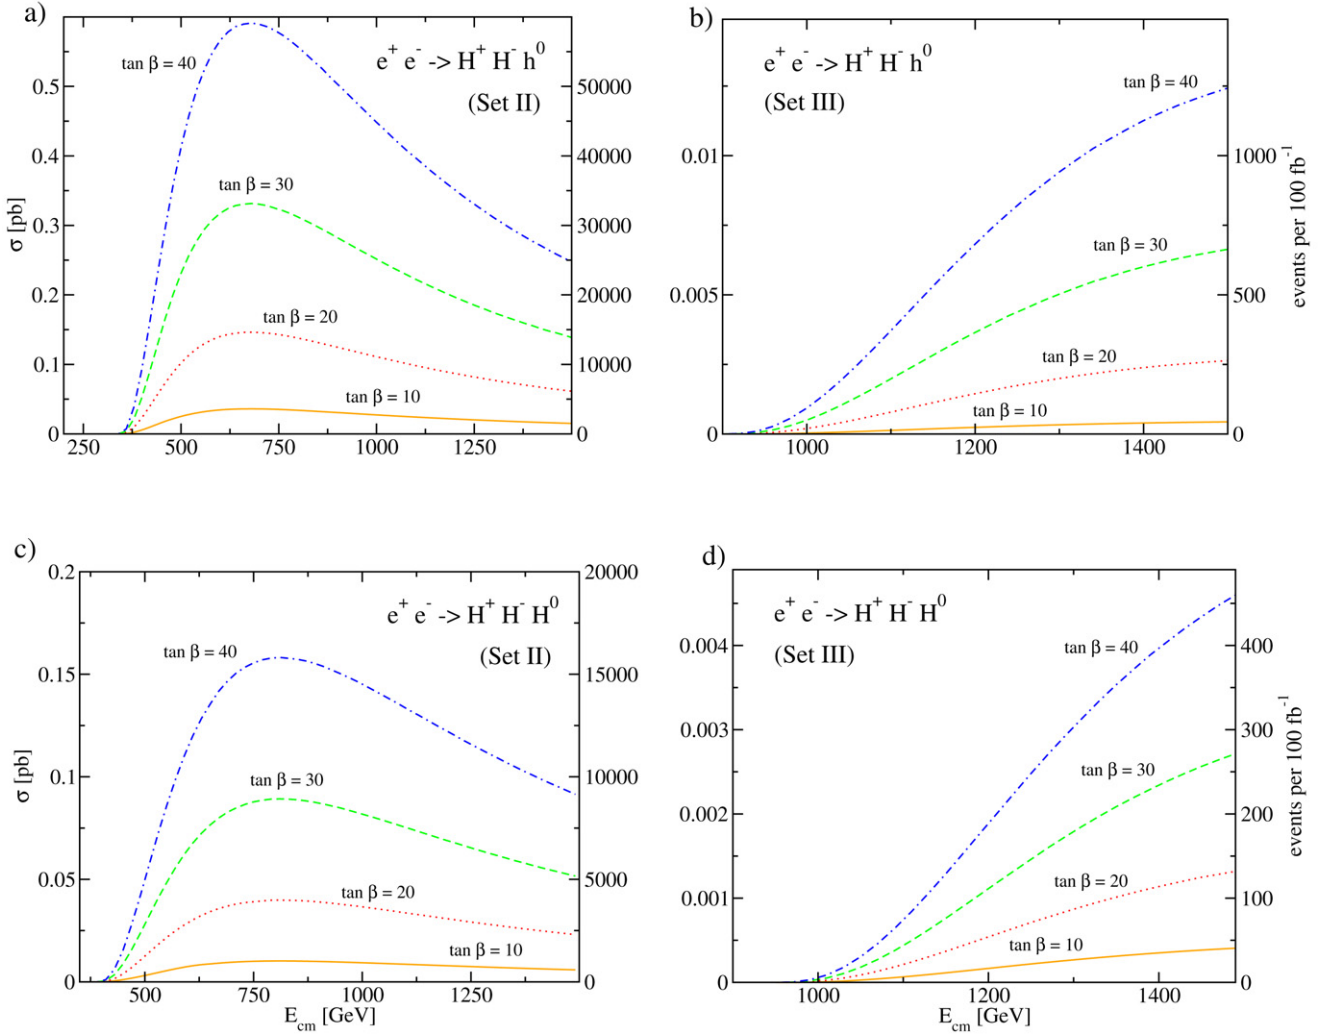 a)
e⁺ e⁻ -> H⁺ H⁻ h⁰
(Set II)
tan β = 40
tan β = 30
tan β = 20
tan β = 10
σ [pb]
0.5
0.4
0.3
0.2
0.1
0
50000
40000
30000
20000
10000
0
250 500 750 1000 1250
b)
e⁺ e⁻ -> H⁺ H⁻ h⁰
(Set III)
tan β = 40
tan β = 30
tan β = 20
tan β = 10
0.01
0.005
0
1000
500
0
events per 100 fb⁻¹
1000 1200 1400
c)
e⁺ e⁻ -> H⁺ H⁻ H⁰
(Set II)
tan β = 40
tan β = 30
tan β = 20
tan β = 10
σ [pb]
0.2
0.15
0.1
0.05
0
20000
15000
10000
5000
0
500 750 1000 1250
E_cm [GeV]
d)
e⁺ e⁻ -> H⁺ H⁻ H⁰
(Set III)
tan β = 40
tan β = 30
tan β = 20
tan β = 10
0.004
0.003
0.002
0.001
0
400
300
200
100
0
events per 100 fb⁻¹
1000 1200 1400
E_cm [GeV]